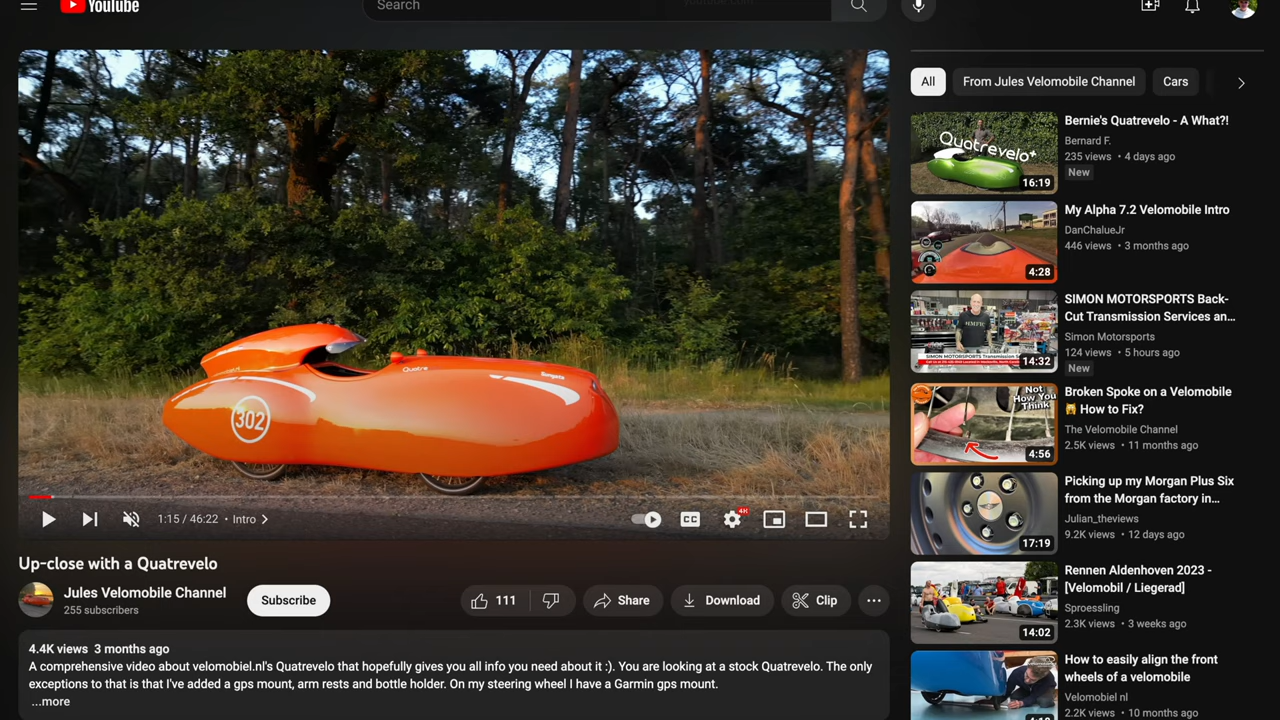 YouTube
Search
302
Quatre
1:15 / 46:22 • Intro
CC
4K
Up-close with a Quatrevelo
Jules Velomobile Channel
255 subscribers
Subscribe
111
Share
Download
Clip
4.4K views 3 months ago
A comprehensive video about velomobiel.nl's Quatrevelo that hopefully gives you all info you need about it :). You are looking at a stock Quatrevelo. The only
exceptions to that is that I've added a gps mount, arm rests and bottle holder. On my steering wheel I have a Garmin gps mount.
...more
All
From Jules Velomobile Channel
Cars
Quatrevelo+
16:19
Bernie's Quatrevelo - A What?!
Bernard F.
235 views • 4 days ago
New
4:28
My Alpha 7.2 Velomobile Intro
DanChalueJr
446 views • 3 months ago
SIMON MOTORSPORTS Transmission
14:32
SIMON MOTORSPORTS Back-
Cut Transmission Services an...
Simon Motorsports
124 views • 5 hours ago
New
Not
How You
Think
4:56
Broken Spoke on a Velomobile
How to Fix?
The Velomobile Channel
2.5K views • 11 months ago
17:19
Picking up my Morgan Plus Six
from the Morgan factory in...
Julian_theviews
9.2K views • 12 days ago
14:02
Rennen Aldenhoven 2023 -
[Velomobil / Liegerad]
Sproessling
2.3K views • 3 weeks ago
How to easily align the front
wheels of a velomobile
Velomobiel nl
2.2K views • 10 months ago